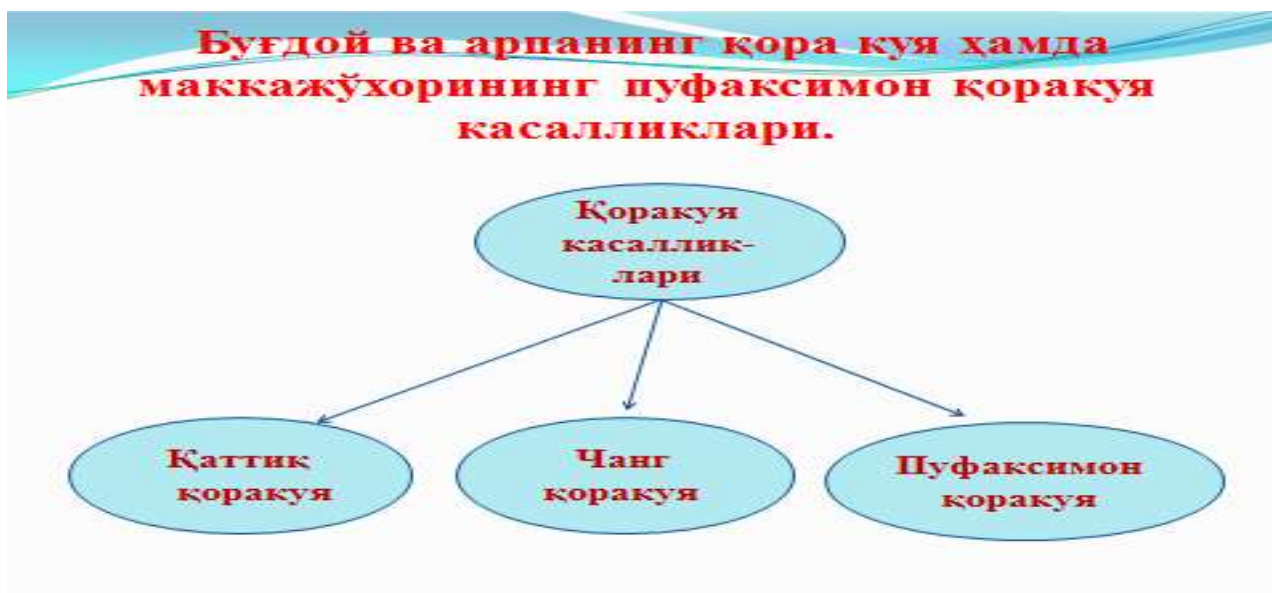 Буғдой ва арпанинг қора куя ҳамда
маккажўхорининг пуфаксимон қоракуя
касалликлари.
Қоракуя
касаллик-
лари
Қаттиқ
қоракуя
Чанг
қоракуя
Пуфаксимон
қоракуя